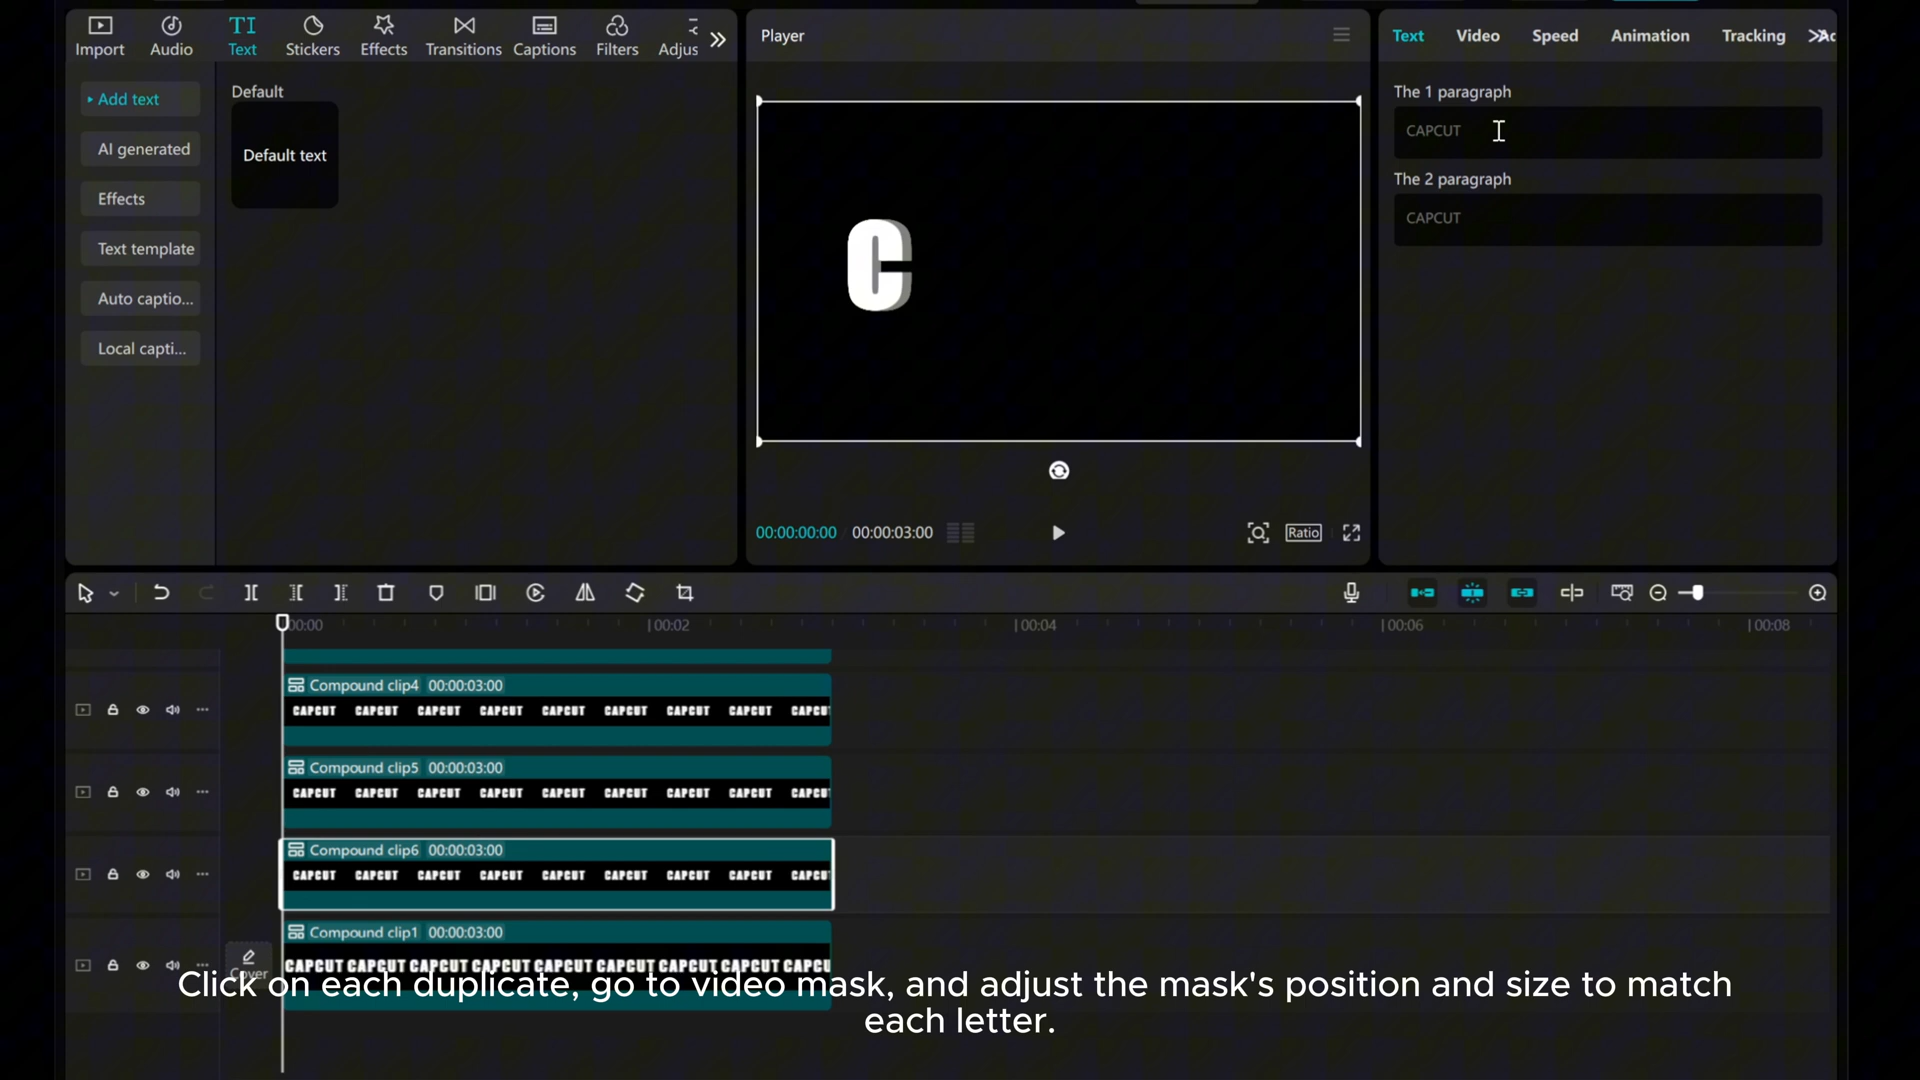 Import Audio TI Text Stickers Effects Transitions Captions Filters Adjus
Add text
AI generated
Effects
Text template
Auto captio...
Local capti...
Default
Default text
Player
C
00:00:00:00 00:00:03:00
Ratio
Text Video Speed Animation Tracking Ac
The 1 paragraph
CAPCUT
The 2 paragraph
CAPCUT
00:00 00:02 00:04 00:06 00:08
Compound clip4 00:00:03:00
CAPCUT CAPCUT CAPCUT CAPCUT CAPCUT CAPCUT CAPCUT CAPCUT CAPCU
Compound clip5 00:00:03:00
CAPCUT CAPCUT CAPCUT CAPCUT CAPCUT CAPCUT CAPCUT CAPCUT CAPCU
Compound clip6 00:00:03:00
CAPCUT CAPCUT CAPCUT CAPCUT CAPCUT CAPCUT CAPCUT CAPCUT CAPCU
Compound clip1 00:00:03:00
Cover
CAPCUT CAPCUT CAPCUT CAPCUT CAPCUT CAPCUT CAPCUT CAPCUT CAPCU
Click on each duplicate, go to video mask, and adjust the mask's position and size to match
each letter.